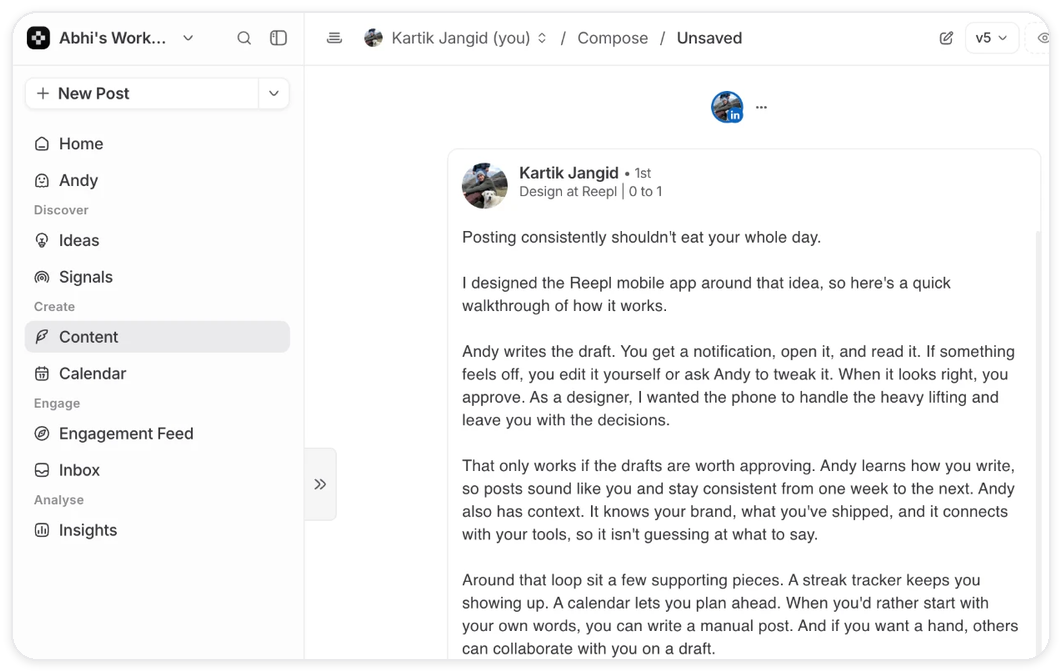 Abhi's Work...
Kartik Jangid (you) / Compose / Unsaved
v5
New Post
Home
Andy
Discover
Ideas
Signals
Create
Content
Calendar
Engage
Engagement Feed
Inbox
Analyse
Insights
in
...
Kartik Jangid • 1st
Design at Reepl | 0 to 1
Posting consistently shouldn't eat your whole day.
I designed the Reepl mobile app around that idea, so here's a quick
walkthrough of how it works.
Andy writes the draft. You get a notification, open it, and read it. If something
feels off, you edit it yourself or ask Andy to tweak it. When it looks right, you
approve. As a designer, I wanted the phone to handle the heavy lifting and
leave you with the decisions.
That only works if the drafts are worth approving. Andy learns how you write,
so posts sound like you and stay consistent from one week to the next. Andy
also has context. It knows your brand, what you've shipped, and it connects
with your tools, so it isn't guessing at what to say.
Around that loop sit a few supporting pieces. A streak tracker keeps you
showing up. A calendar lets you plan ahead. When you'd rather start with
your own words, you can write a manual post. And if you want a hand, others
can collaborate with you on a draft.